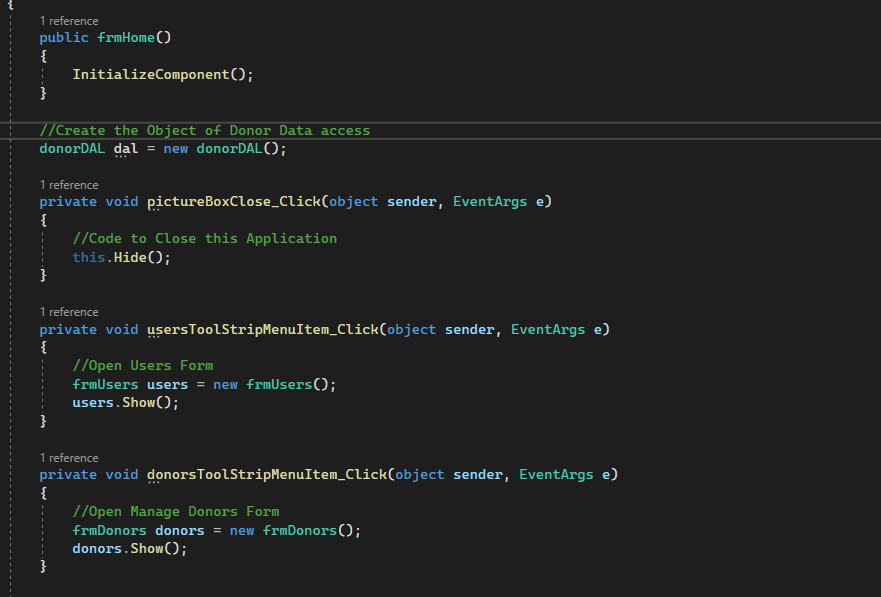 {
1 reference
public frmHome()
{
InitializeComponent();
}
//Create the Object of Donor Data access
donorDAL dal = new donorDAL();
1 reference
private void pictureBoxClose_Click(object sender, EventArgs e)
{
//Code to Close this Application
this.Hide();
}
1 reference
private void usersToolStripMenuItem_Click(object sender, EventArgs e)
{
//Open Users Form
frmUsers users = new frmUsers();
users.Show();
}
1 reference
private void donorsToolStripMenuItem_Click(object sender, EventArgs e)
{
//Open Manage Donors Form
frmDonors donors = new frmDonors();
donors.Show();
}